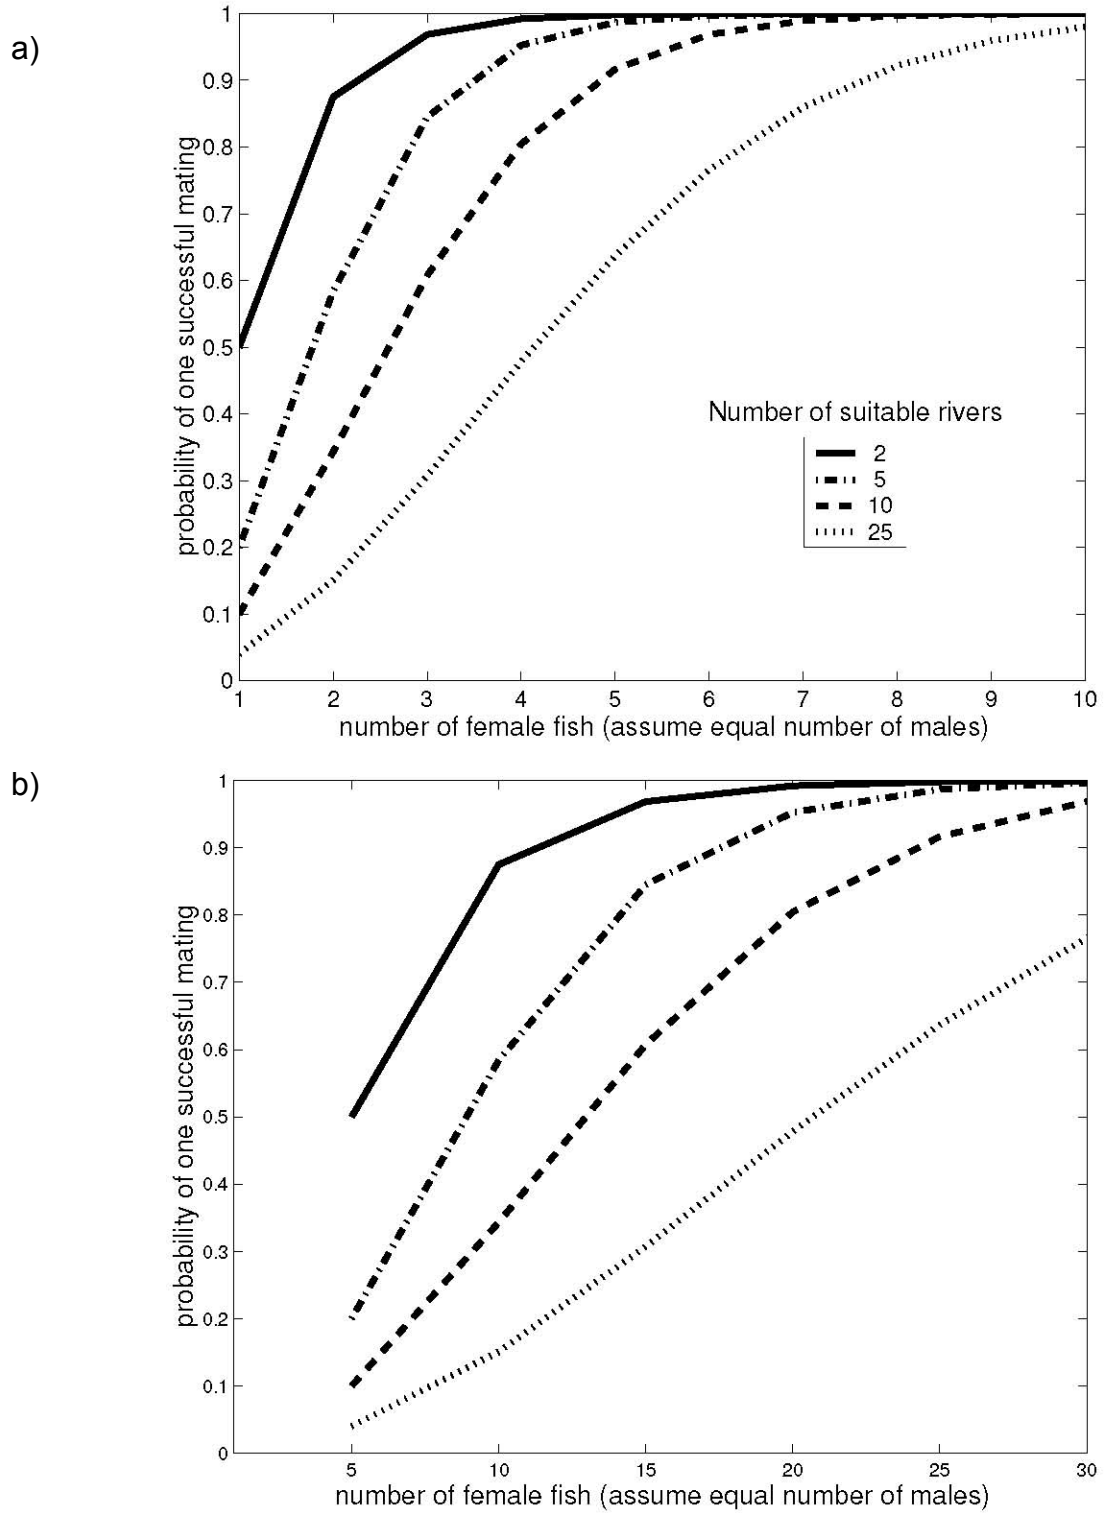 a)
1
0.9
0.8
0.7
0.6
0.5
0.4
0.3
0.2
0.1
0
probability of one successful mating
Number of suitable rivers
2
5
10
25
1 2 3 4 5 6 7 8 9 10
number of female fish (assume equal number of males)
b)
1
0.9
0.8
0.7
0.6
0.5
0.4
0.3
0.2
0.1
0
probability of one successful mating
5 10 15 20 25 30
number of female fish (assume equal number of males)